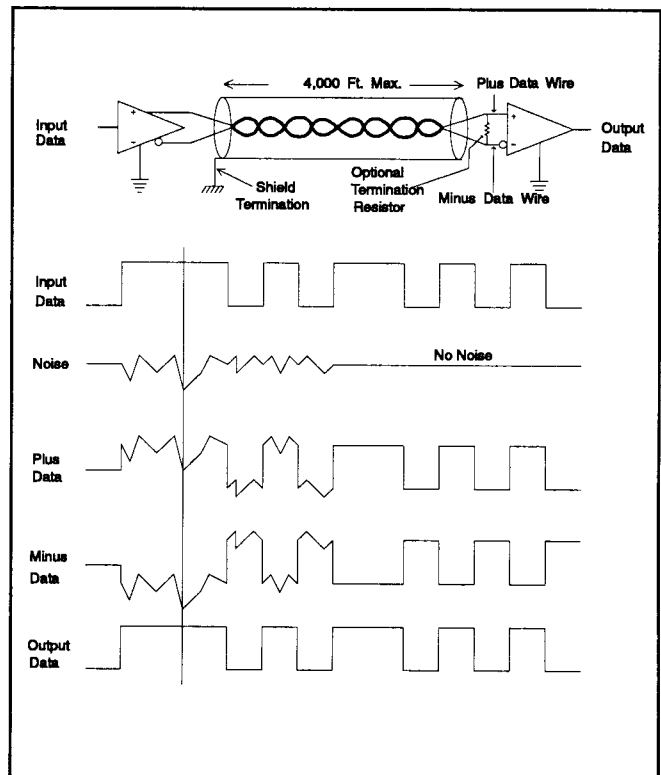 4,000 Ft. Max.
Plus Data Wire
Input
Data
+
-
+
-
Output
Data
Shield
Termination
Optional
Termination
Resistor
Minus Data Wire
Input
Data
Noise
No Noise
Plus
Data
Minus
Data
Output
Data